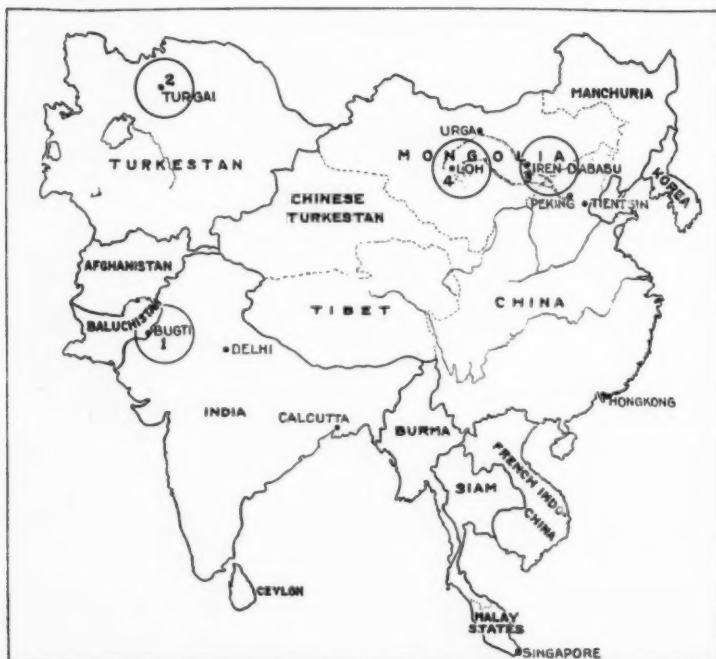 2
TURGAI
MANCHURIA
URGA
TURKESTAN
MONGOLIA
LOH
4
IREN DABASU
KOREA
PEKING
TIENTSIN
CHINESE
TURKESTAN
AFGHANISTAN
BALUCHISTAN
TIBET
CHINA
BUGTI
1
DELHI
HONGKONG
INDIA
CALCUTTA
BURMA
FRENCH INDO
CHINA
SIAM
CEYLON
MALAY
STATES
SINGAPORE